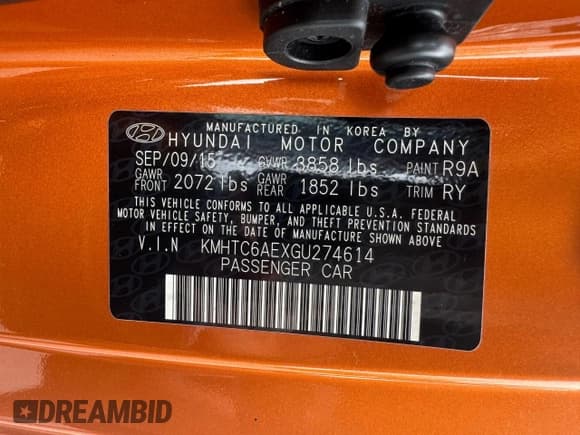 MANUFACTURED IN KOREA BY
HYUNDAI MOTOR COMPANY
SEP/09/15 GVWR 3858 lbs PAINT R9A
GAWR FRONT 2072 lbs GAWR REAR 1852 lbs TRIM RY
THIS VEHICLE CONFORMS TO ALL APPLICABLE U.S.A. FEDERAL
MOTOR VEHICLE SAFETY, BUMPER, AND THEFT PREVENTION STANDARDS
IN EFFECT ON THE DATE OF MANUFACTURE SHOWN ABOVE
V.I.N KMHTC6AEXGU274614
PASSENGER CAR
DREAMBID